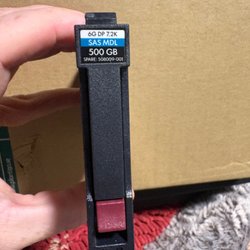 6G DP 7.2K
SAS MDL
500 GB
SPARE: 508009-001